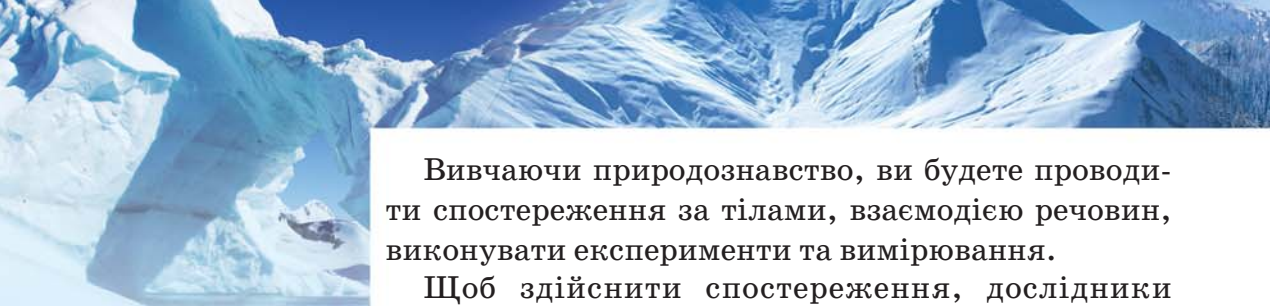 Вивчаючи природознавство, ви будете проводи-
ти спостереження за тілами, взаємодією речовин,
виконувати експерименти та вимірювання.
Щоб здійснити спостереження, дослідники